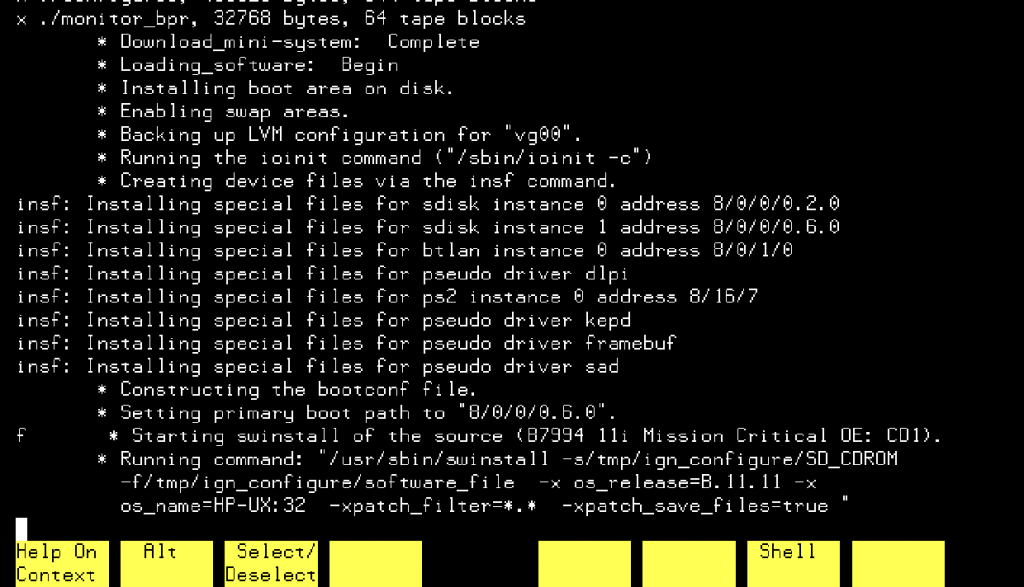 x ./monitor_bpr, 32768 bytes, 64 tape blocks
* Download_mini-system: Complete
* Loading_software: Begin
* Installing boot area on disk.
* Enabling swap areas.
* Backing up LVM configuration for "vg00".
* Running the ioinit command ("/sbin/ioinit -c")
* Creating device files via the insf command.
insf: Installing special files for sdisk instance 0 address 8/0/0/0.2.0
insf: Installing special files for sdisk instance 1 address 8/0/0/0.6.0
insf: Installing special files for btlan instance 0 address 8/0/1/0
insf: Installing special files for pseudo driver dlpi
insf: Installing special files for ps2 instance 0 address 8/16/7
insf: Installing special files for pseudo driver kepd
insf: Installing special files for pseudo driver framebuf
insf: Installing special files for pseudo driver sad
* Constructing the bootconf file.
* Setting primary boot path to "8/0/0/0.6.0".
f * Starting swinstall of the source (B7994 11i Mission Critical OE: CD1).
* Running command: "/usr/sbin/swinstall -s/tmp/ign_configure/SD_CDROM
-f/tmp/ign_configure/software_file -x os_release=B.11.11 -x
os_name=HP-UX:32 -xpatch_filter=*.* -xpatch_save_files=true "
Help On Alt Select/ Shell
Context Deselect